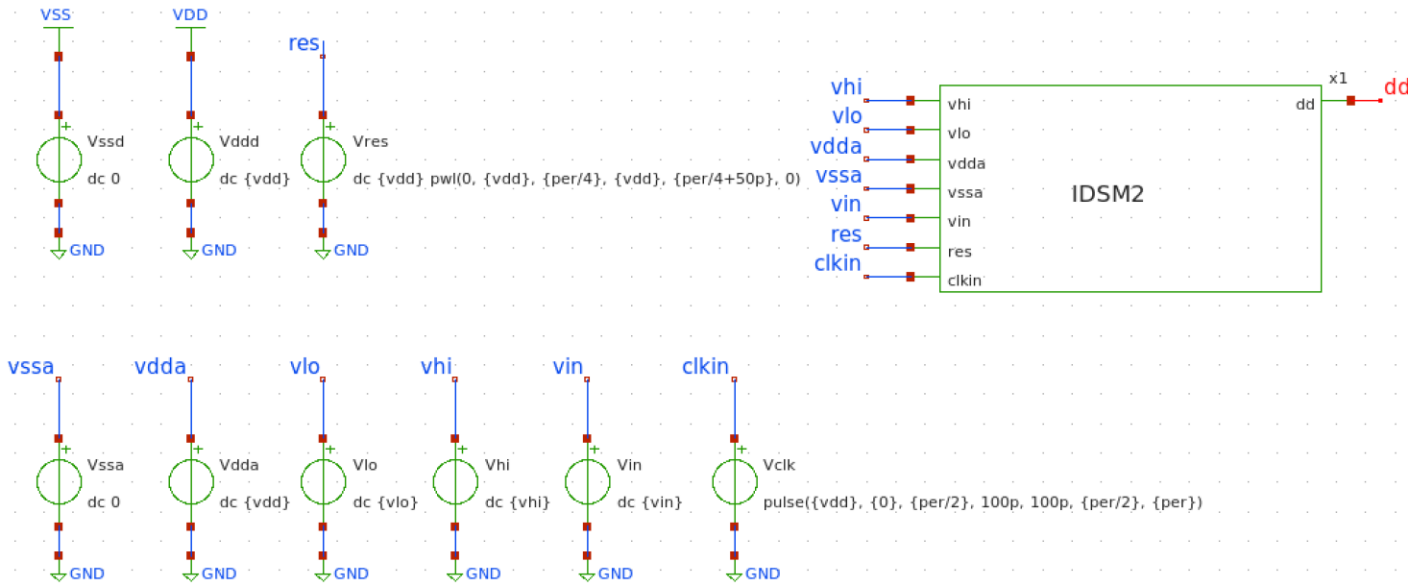 VSS
VDD
res
Vssd
dc 0
GND
Vddd
dc {vdd}
GND
Vres
dc {vdd} pwl(0, {vdd}, {per/4}, {vdd}, {per/4+50p}, 0)
GND
x1
vhi
vlo
vdda
vssa
vin
res
clkin
vhi
vlo
vdda
vssa
vin
res
clkin
IDSM2
dd
dd
vssa
vdda
vlo
vhi
vin
clkin
Vssa
dc 0
GND
Vdda
dc {vdd}
GND
Vlo
dc {vlo}
GND
Vhi
dc {vhi}
GND
Vin
dc {vin}
GND
Vclk
pulse({vdd}, {0}, {per/2}, 100p, 100p, {per/2}, {per})
GND